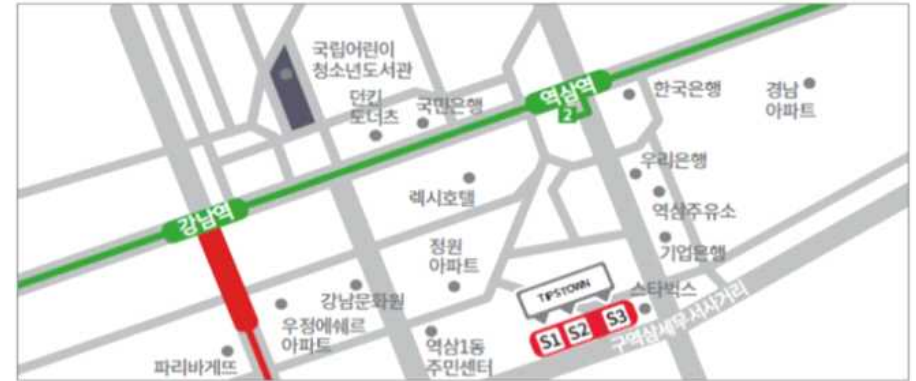 국립어린이
청소년도서관
던킨
도너츠
국민은행
역삼역
2
한국은행
경남
아파트
우리은행
렉시호텔
역삼주유소
강남역
정원
아파트
기업은행
강남문화원
TIPSTOWN
스타벅스
우정에쉐르
아파트
S1 S2 S3
구역삼세무서사거리
파리바게뜨
역삼1동
주민센터